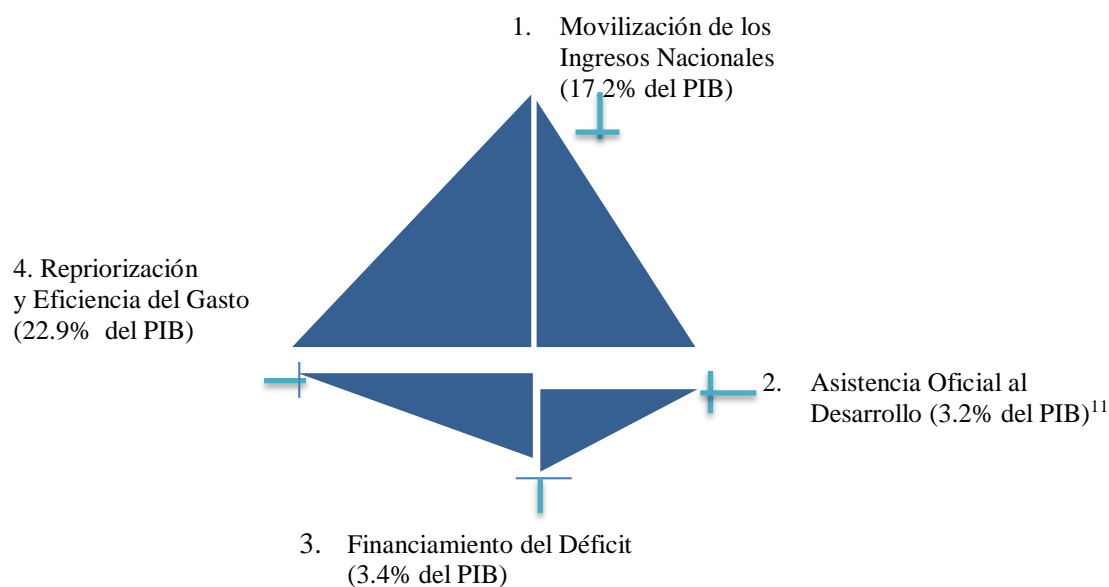 1. Movilización de los
Ingresos Nacionales
(17.2% del PIB)
4. Repriorización
y Eficiencia del Gasto
(22.9% del PIB)
2. Asistencia Oficial al
Desarrollo (3.2% del PIB)11
3. Financiamiento del Déficit
(3.4% del PIB)